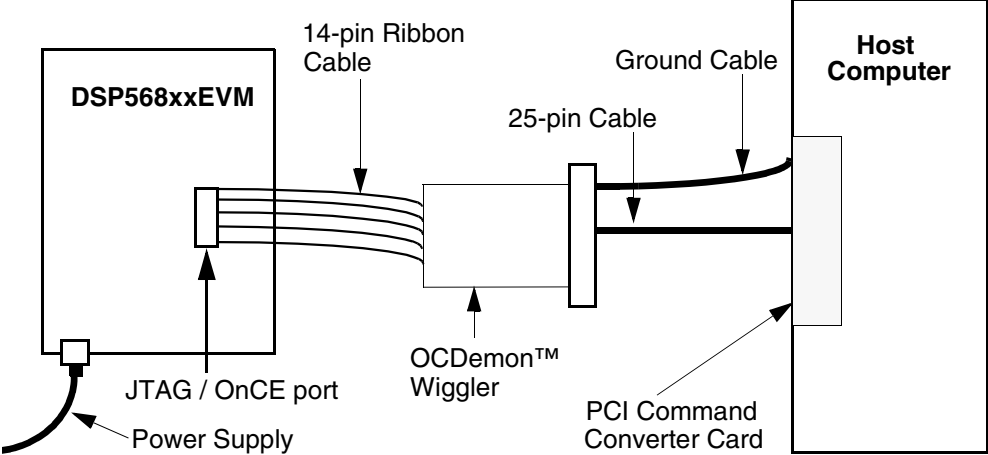 14-pin Ribbon
Cable
Host
Computer
Ground Cable
DSP568xxEVM
25-pin Cable
OCDemon™
Wiggler
JTAG / OnCE port
PCI Command
Converter Card
Power Supply